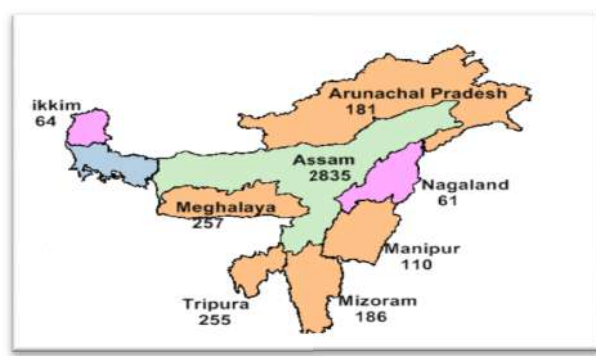 Arunachal Pradesh
181
ikkim
64
Assam
2835
Nagaland
61
Meghalaya
257
Manipur
110
Tripura
255
Mizoram
186